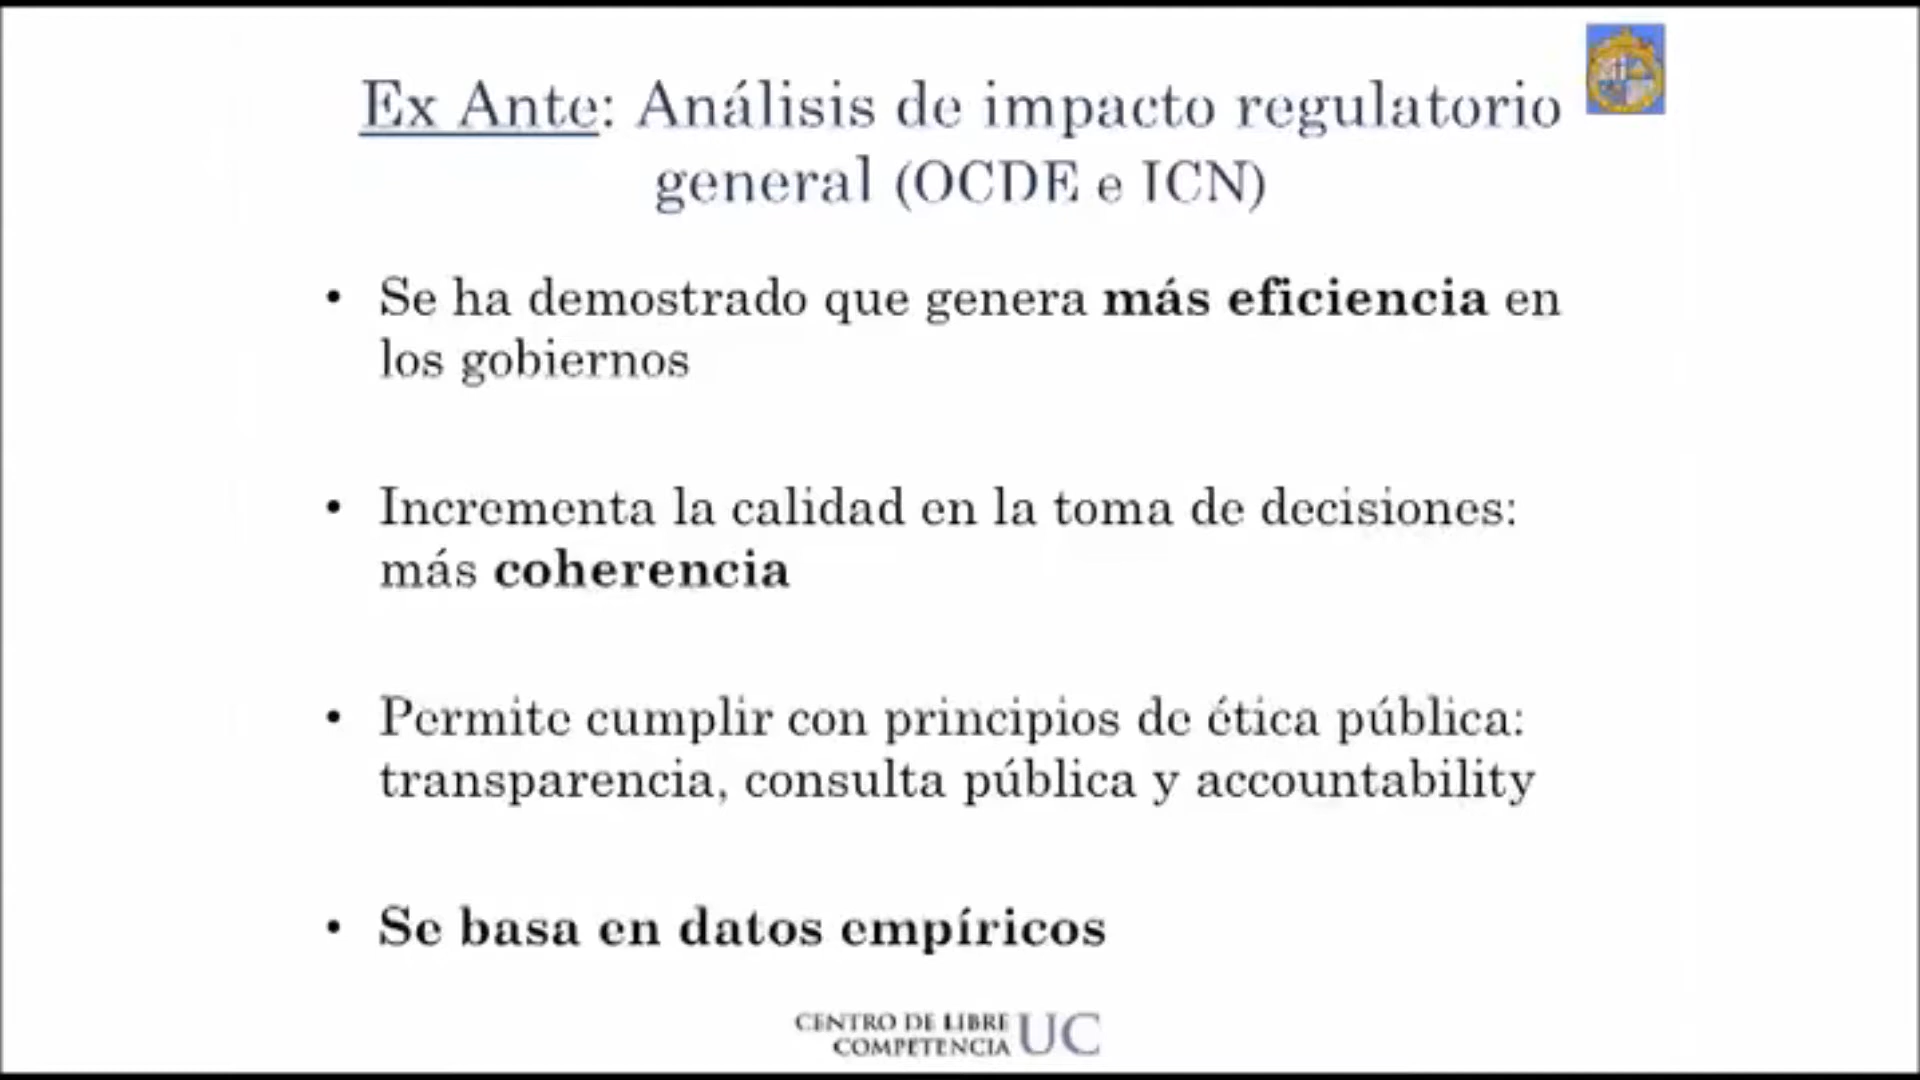 Ex Ante: Análisis de impacto regulatorio
general (OCDE e ICN)
• Se ha demostrado que genera más eficiencia en
los gobiernos
• Incrementa la calidad en la toma de decisiones:
más coherencia
• Permite cumplir con principios de ética pública:
transparencia, consulta pública y accountability
• Se basa en datos empíricos
CENTRO DE LIBRE
COMPETENCIA UC